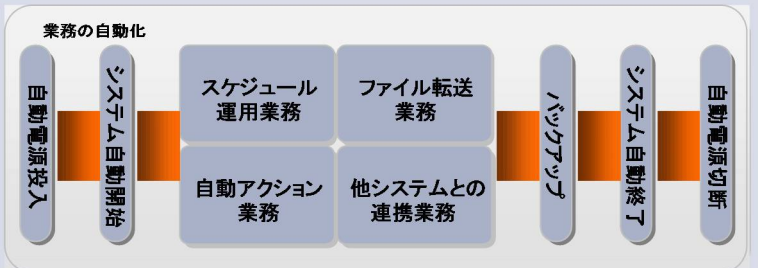 業務の自動化
自動電源投入
システム自動開始
スケジュール
運用業務
ファイル転送
業務
自動アクション
業務
他システムとの
連携業務
バックアップ
システム自動終了
自動電源切断